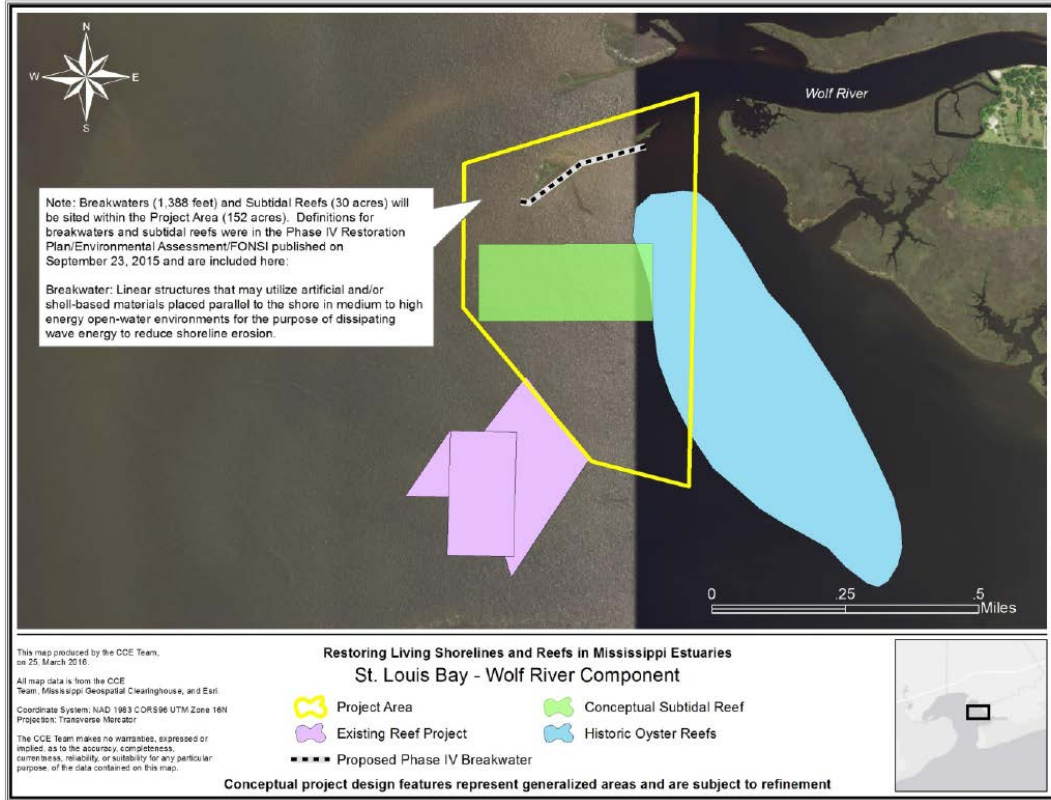 N
W E
S
Wolf River
Note: Breakwaters (1,388 feet) and Subtidal Reefs (30 acres) will
be sited within the Project Area (152 acres). Definitions for
breakwaters and subtidal reefs were in the Phase IV Restoration
Plan/Environmental Assessment/FONSI published on
September 23, 2015 and are included here:
Breakwater: Linear structures that may utilize artificial and/or
shell-based materials placed parallel to the shore in medium to high
energy open-water environments for the purpose of dissipating
wave energy to reduce shoreline erosion.
0 .25 .5
Miles
This map produced by the CCE Team,
on 25, March 2016.
All map data is from the CCE
Team, Mississippi Geospatial Clearinghouse, and Esri.
Coordinate System: NAD 1983 CORS96 UTM Zone 16N
Projection: Transverse Mercator
The CCE Team makes no warranties, expressed or
implied, as to the accuracy, completeness,
currentness, reliability, or suitability for any particular
purpose, of the data contained on this map.
Restoring Living Shorelines and Reefs in Mississippi Estuaries
St. Louis Bay - Wolf River Component
Project Area
Conceptual Subtidal Reef
Existing Reef Project
Historic Oyster Reefs
Proposed Phase IV Breakwater
Conceptual project design features represent generalized areas and are subject to refinement